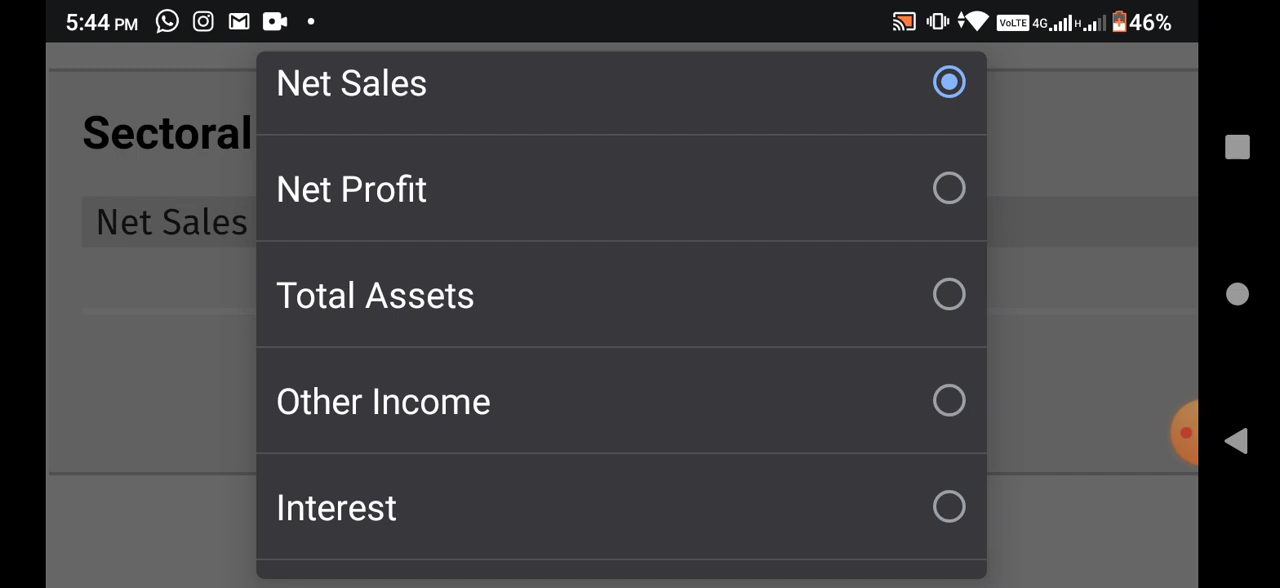 5:44 PM
VoLTE 4G H 46%
Net Sales
Sectoral
Net Profit
Net Sales
Total Assets
Other Income
Interest